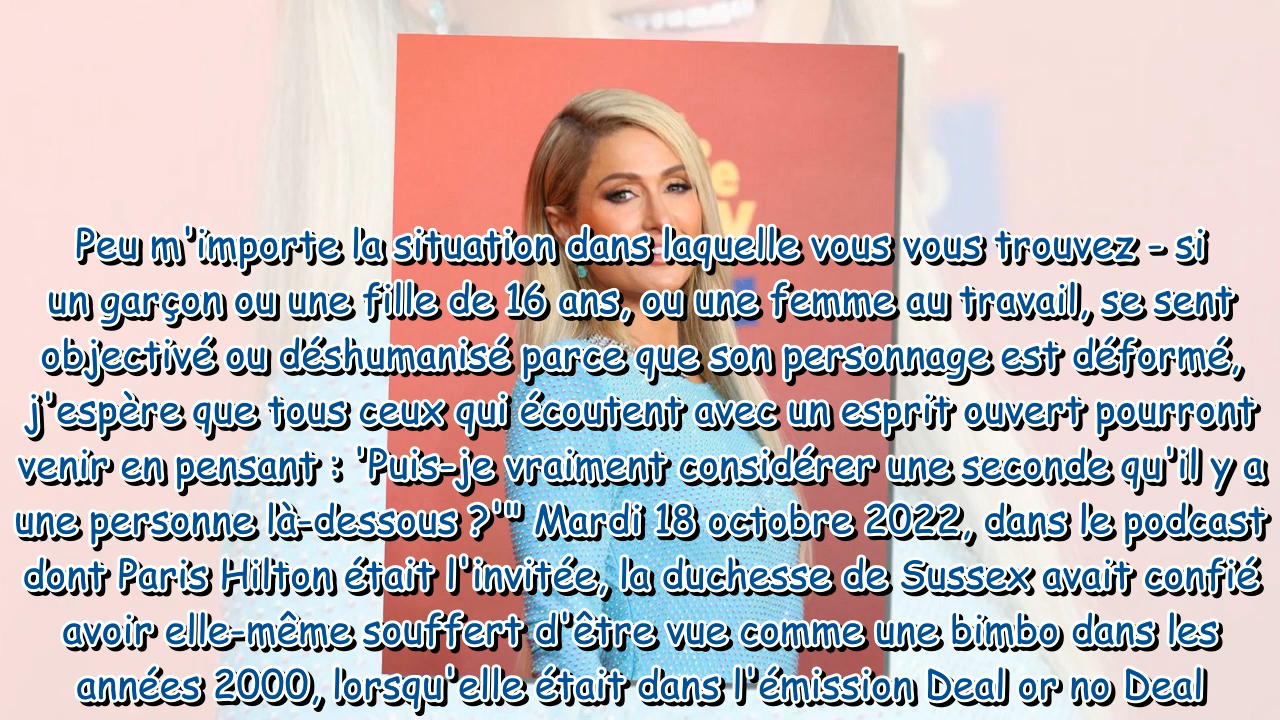 Peu m'importe la situation dans laquelle vous vous trouvez - si
un garçon ou une fille de 16 ans, ou une femme au travail, se sent
objectivé ou déshumanisé parce que son personnage est déformé,
j'espère que tous ceux qui écoutent avec un esprit ouvert pourront
venir en pensant : 'Puis-je vraiment considérer une seconde qu'il y a
une personne là-dessous ?'" Mardi 18 octobre 2022, dans le podcast
dont Paris Hilton était l'invitée, la duchesse de Sussex avait confié
avoir elle-même souffert d'être vue comme une bimbo dans les
années 2000, lorsqu'elle était dans l'émission Deal or no Deal